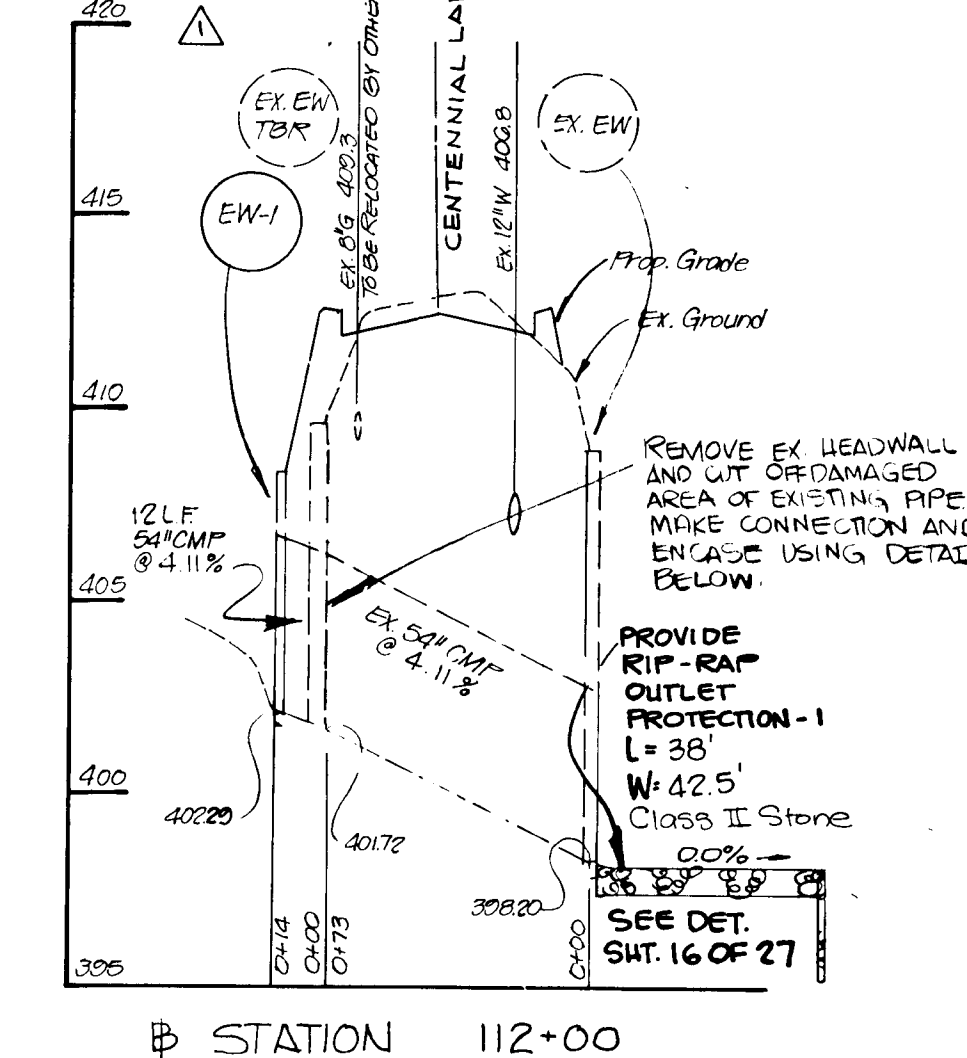 420
1
EX. EW
TBR
EX. EW
EW-1
EX. 8"G 409.3
TO BE RELOCATED BY OTHE
CENTENNIAL LA
EX. 12"W 406.8
415
Prop. Grade
Ex. Ground
410
REMOVE EX. HEADWALL
AND CUT OFF DAMAGED
AREA OF EXISTING PIPE
MAKE CONNECTION AND
ENCASE USING DETAI
BELOW.
12 L.F.
54" CMP
@ 4.11%
405
EX. 54" CMP
@ 4.11%
PROVIDE
RIP-RAP
OUTLET
PROTECTION-1
L= 38'
W= 42.5'
Class II Stone
0.0%
400
402.29
401.72
398.20
SEE DET.
SHT. 16 OF 27
0+14
0+00
0+73
0+00
395
B STATION 112+00